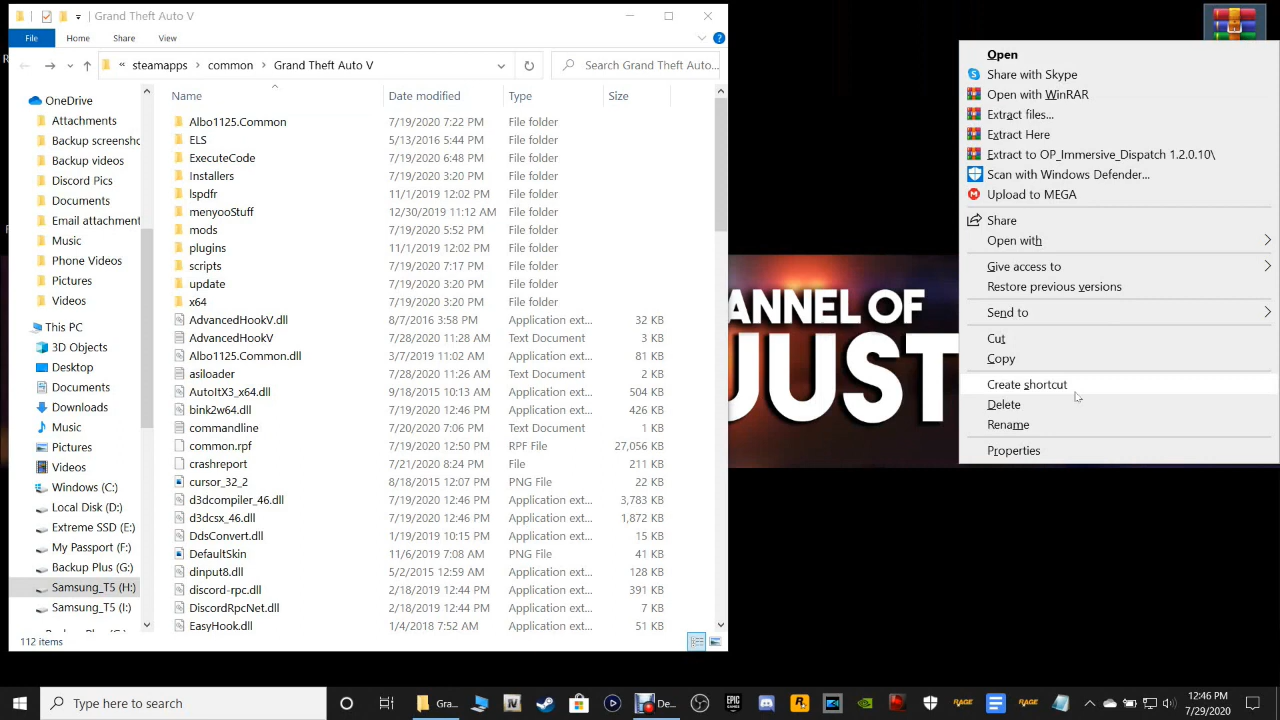 Grand Theft Auto V
File Home Share View
« steamapps > common > Grand Theft Auto V
Search Grand Theft Auto...
OneDrive
Attachments
Backup screensho
Backup videos
Discord Pics
Documents
Email attachment
Music
Phone Videos
Pictures
Videos
This PC
3D Objects
Desktop
Documents
Downloads
Music
Pictures
Videos
Windows (C:)
Local Disk (D:)
Extreme SSD (E:)
My Passport (F:)
Backup Plus (G:)
Samsung_T5 (H:)
Samsung_T5 (I:)
Name Date modified Type Size
Albo1125.Common 7/19/2020 7:22 PM File folder
ELS 5/13/2016 5:44 PM File folder
ExecuteCode 7/19/2020 6:48 PM File folder
Installers 7/19/2020 3:20 PM File folder
lspdfr 11/1/2019 12:02 PM File folder
menyooStuff 12/30/2019 11:12 AM File folder
mods 7/19/2020 5:52 PM File folder
plugins 11/1/2019 12:02 PM File folder
scripts 7/19/2020 7:17 PM File folder
update 7/19/2020 3:20 PM File folder
x64 7/19/2020 3:20 PM File folder
AdvancedHookV.dll 8/7/2016 3:58 PM Application ext... 32 KB
AdvancedHookV 7/28/2020 11:28 AM Text Document 3 KB
Albo1125.Common.dll 3/7/2019 11:02 AM Application ext... 81 KB
asiloader 7/28/2020 11:26 AM Text Document 2 KB
AutoItX3_x64.dll 9/18/2015 10:13 AM Application ext... 504 KB
bink2w64.dll 7/19/2020 12:46 PM Application ext... 426 KB
commandline 7/20/2020 7:06 PM Text Document 1 KB
common.rpf 7/19/2020 12:50 PM RPF File 27,056 KB
crashreport 7/21/2020 8:24 PM File 211 KB
cursor_32_2 8/18/2015 12:07 PM PNG File 22 KB
d3dcompiler_46.dll 7/19/2020 12:46 PM Application ext... 3,783 KB
d3dcsx_46.dll 7/19/2020 12:46 PM Application ext... 1,872 KB
DdsConvert.dll 1/19/2019 10:15 PM Application ext... 15 KB
DefaultSkin 11/6/2019 7:08 AM PNG File 41 KB
dinput8.dll 5/2/2015 12:59 AM Application ext... 128 KB
discord-rpc.dll 2/18/2019 12:44 PM Application ext... 391 KB
DiscordRpcNet.dll 2/18/2019 12:44 PM Application ext... 7 KB
EasyHook.dll 1/4/2018 7:52 AM Application ext... 51 KB
112 items
Open
Share with Skype
Open with WinRAR
Extract files...
Extract Here
Extract to OP_Immersive_Dispatch 1.2.0.10\
Scan with Windows Defender...
Upload to MEGA
Share
Open with
Give access to
Restore previous versions
Send to
Cut
Copy
Create shortcut
Delete
Rename
Properties
ANNEL OF
JUST
Type here to search
Gra...
De...
EPIC GAMES
RAGE
RAGE
12:46 PM
7/29/2020